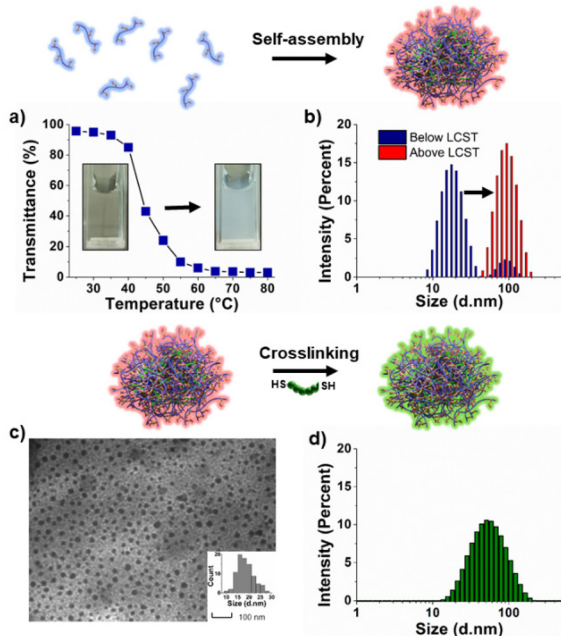 Self-assembly
a)
100
80
60
40
20
0
Transmittance (%)
30 40 50 60 70 80
Temperature (°C)
b)
20
15
10
5
0
Intensity (Percent)
Below LCST
Above LCST
1 10 100
Size (d.nm)
Crosslinking
HS SH
c)
20
0
Count
10 15 20 25 30
Size (d.nm)
100 nm
d)
20
15
10
5
0
Intensity (Percent)
1 10 100
Size (d.nm)